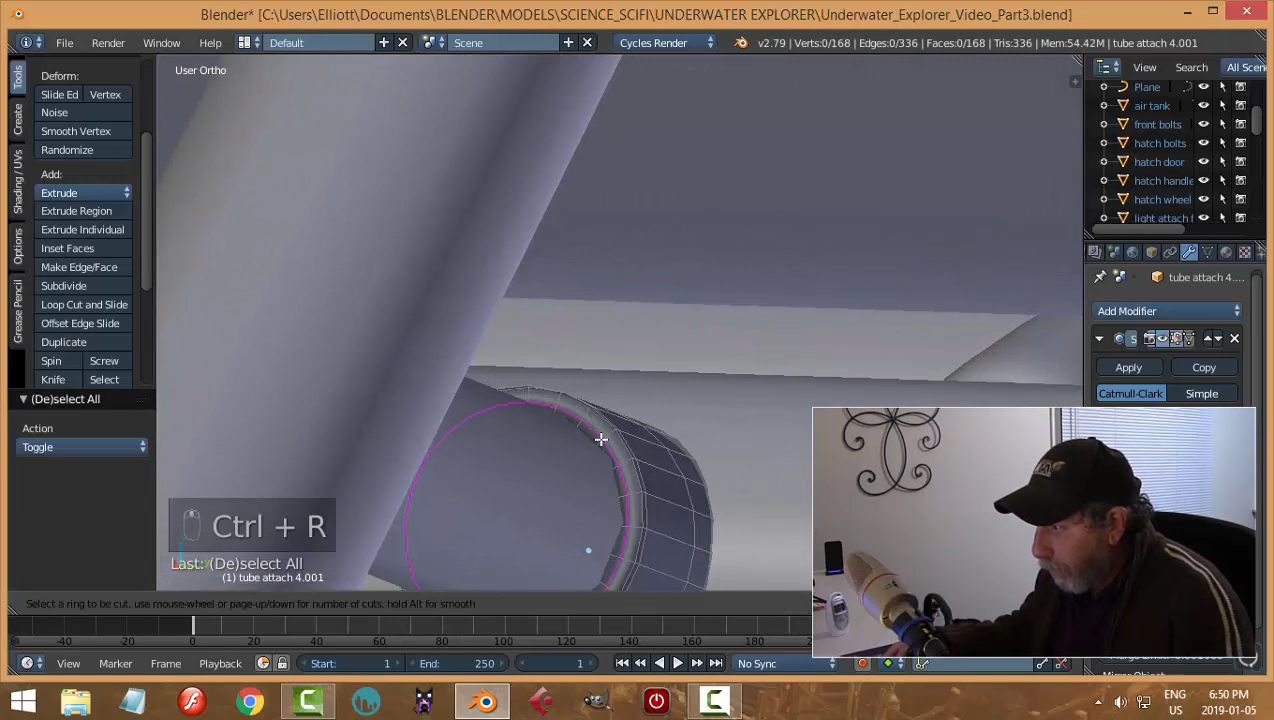 Blender* [C:\Users\Elliott\Documents\BLENDER\MODELS\SCIENCE_SCIFI\UNDERWATER EXPLORER\Underwater_Explorer_Video_Part3.blend]
File Render Window Help Default Scene Cycles Render v2.79 | Verts:0/168 | Edges:0/336 | Faces:0/168 | Tris:336 | Mem:54.42M | tube attach 4.001
Tools
Create
Shading / UVs
Options
Grease Pencil
Deform:
Slide Ed Vertex
Noise
Smooth Vertex
Randomize
Add:
Extrude
Extrude Region
Extrude Individual
Inset Faces
Make Edge/Face
Subdivide
Loop Cut and Slide
Offset Edge Slide
Duplicate
Spin Screw
Knife Select
(De)select All
Action
Toggle
User Ortho
Ctrl + R
Last: (De)select All
(1) tube attach 4.001
Select a ring to be cut, use mouse-wheel or page-up/down for number of cuts, hold Alt for smooth
View Search All Scen
Plane
air tank
front bolts
hatch bolts
hatch door
hatch handle
hatch wheel
light attach f
tube attach 4....
Add Modifier
S
Apply Copy
Catmull-Clark Simple
-40 -20 0 20 40 60 80 100 120 140 160 180
View Marker Frame Playback Start: 1 End: 250 1 No Sync
ENG
US
6:50 PM
2019-01-05